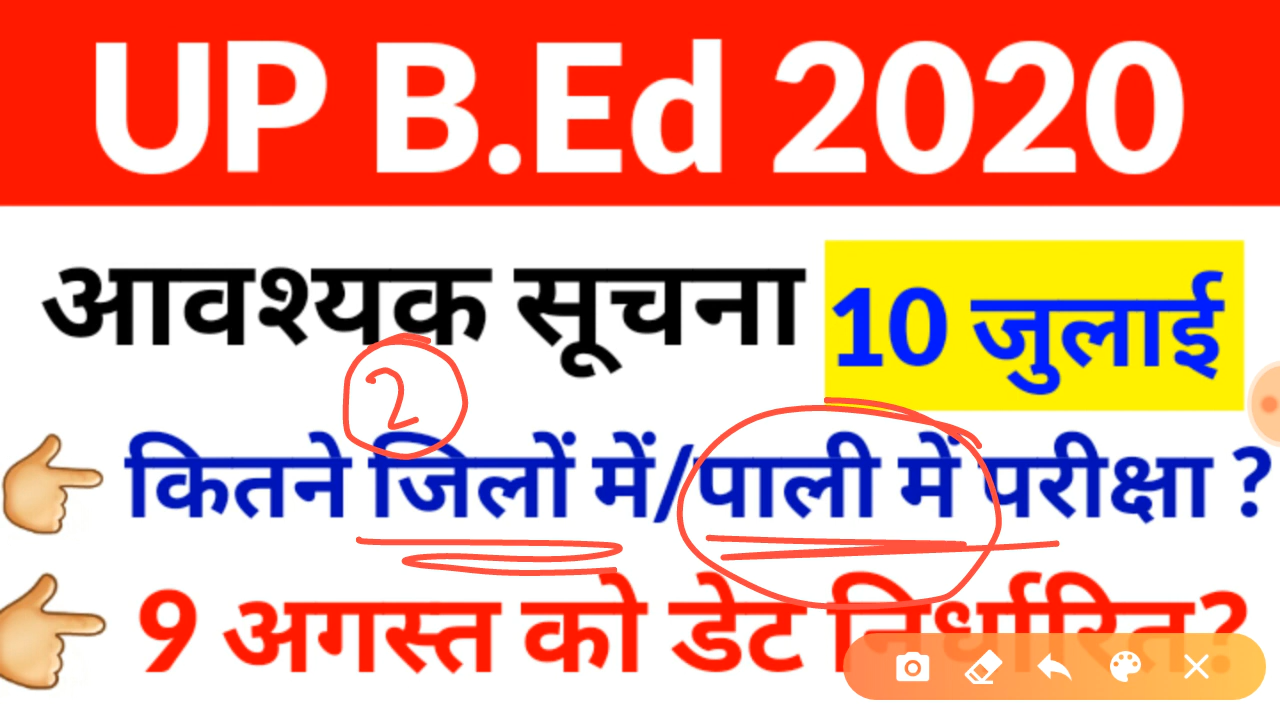 UP B.Ed 2020
आवश्यक सूचना 10 जुलाई
2
कितने जिलों में/पाली में परीक्षा ?
9 अगस्त को डेट निर्धारित?